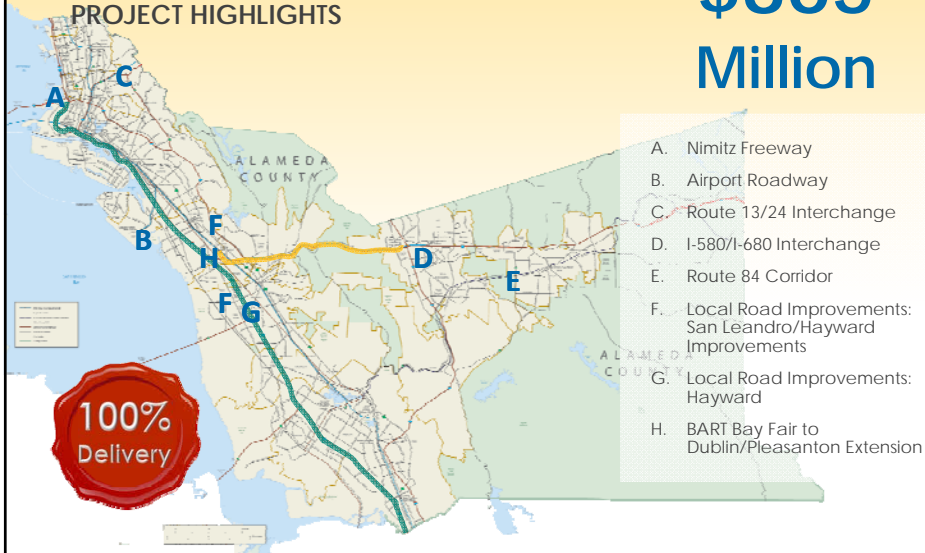 PROJECT HIGHLIGHTS
Million
A
C
B
F
H
F
G
D
E
ALAMEDA
COUNTY
ALAMEDA
COUNTY
A. Nimitz Freeway
B. Airport Roadway
C. Route 13/24 Interchange
D. I-580/I-680 Interchange
E. Route 84 Corridor
F. Local Road Improvements:
San Leandro/Hayward
Improvements
G. Local Road Improvements:
Hayward
H. BART Bay Fair to
Dublin/Pleasanton Extension
100%
Delivery